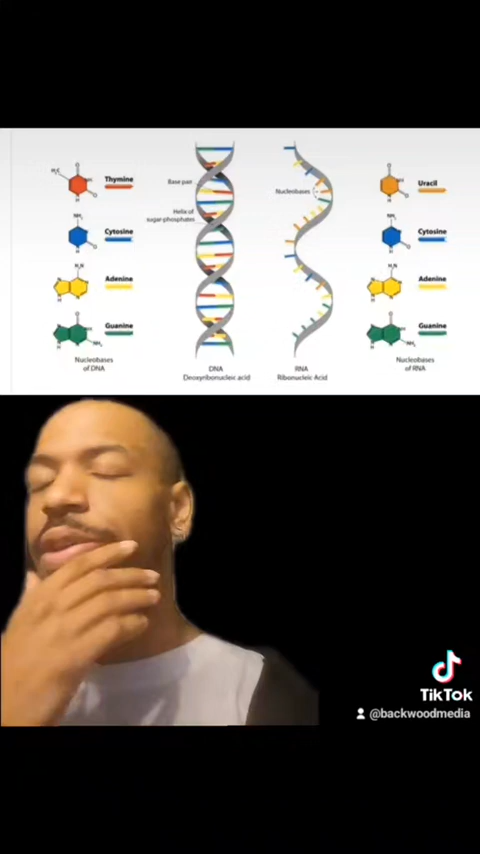 Thymine
Cytosine
Adenine
Guanine
Nucleobases
of DNA
Base pair
Helix of
sugar-phosphates
DNA
Deoxyribonucleic acid
Nucleobases
RNA
Ribonucleic Acid
Uracil
Cytosine
Adenine
Guanine
Nucleobases
of RNA
TikTok
@backwoodmedia